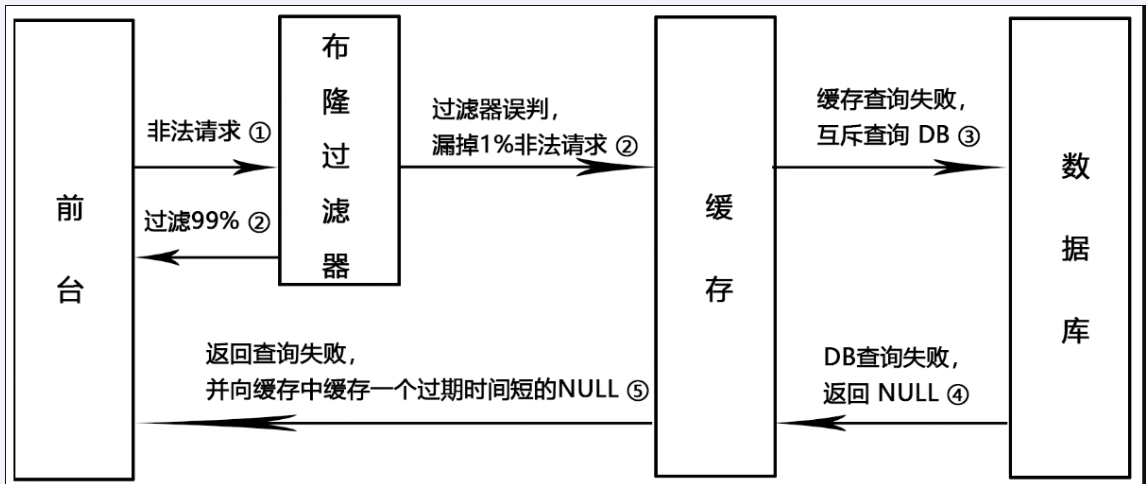 前台
非法请求 ①
过滤99% ②
布隆过滤器
过滤器误判，
漏掉1%非法请求 ②
缓存
缓存查询失败，
互斥查询 DB ③
数据库
DB查询失败，
返回 NULL ④
返回查询失败，
并向缓存中缓存一个过期时间短的NULL ⑤